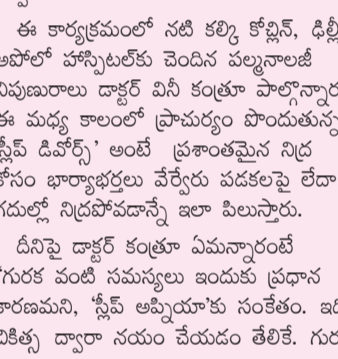 ఈ కార్యక్రమంలో నటి కల్కి కోచ్లిన్, ఢిల్లీ
అపోలో హాస్పిటల్‌కు చెందిన పల్మనాలజీ
నిపుణురాలు డాక్టర్ వినీ కంత్రూ పాల్గొన్నార
ఈ మధ్య కాలంలో ప్రాచుర్యం పొందుతున్న
స్లీప్ డివోర్స్' అంటే ప్రశాంతమైన నిద్ర
కోసం భార్యాభర్తలు వేర్వేరు పడకలపై లేదా
గదుల్లో నిద్రపోవడాన్నే ఇలా పిలుస్తారు.
దీనిపై డాక్టర్ కంత్రూ ఏమన్నారంటే
'గురక వంటి సమస్యలు ఇందుకు ప్రధాన
కారణమని, 'స్లీప్ అప్నియా'కు సంకేతం. ఇది
చికిత్స ద్వారా నయం చేయడం తేలికే. గుర